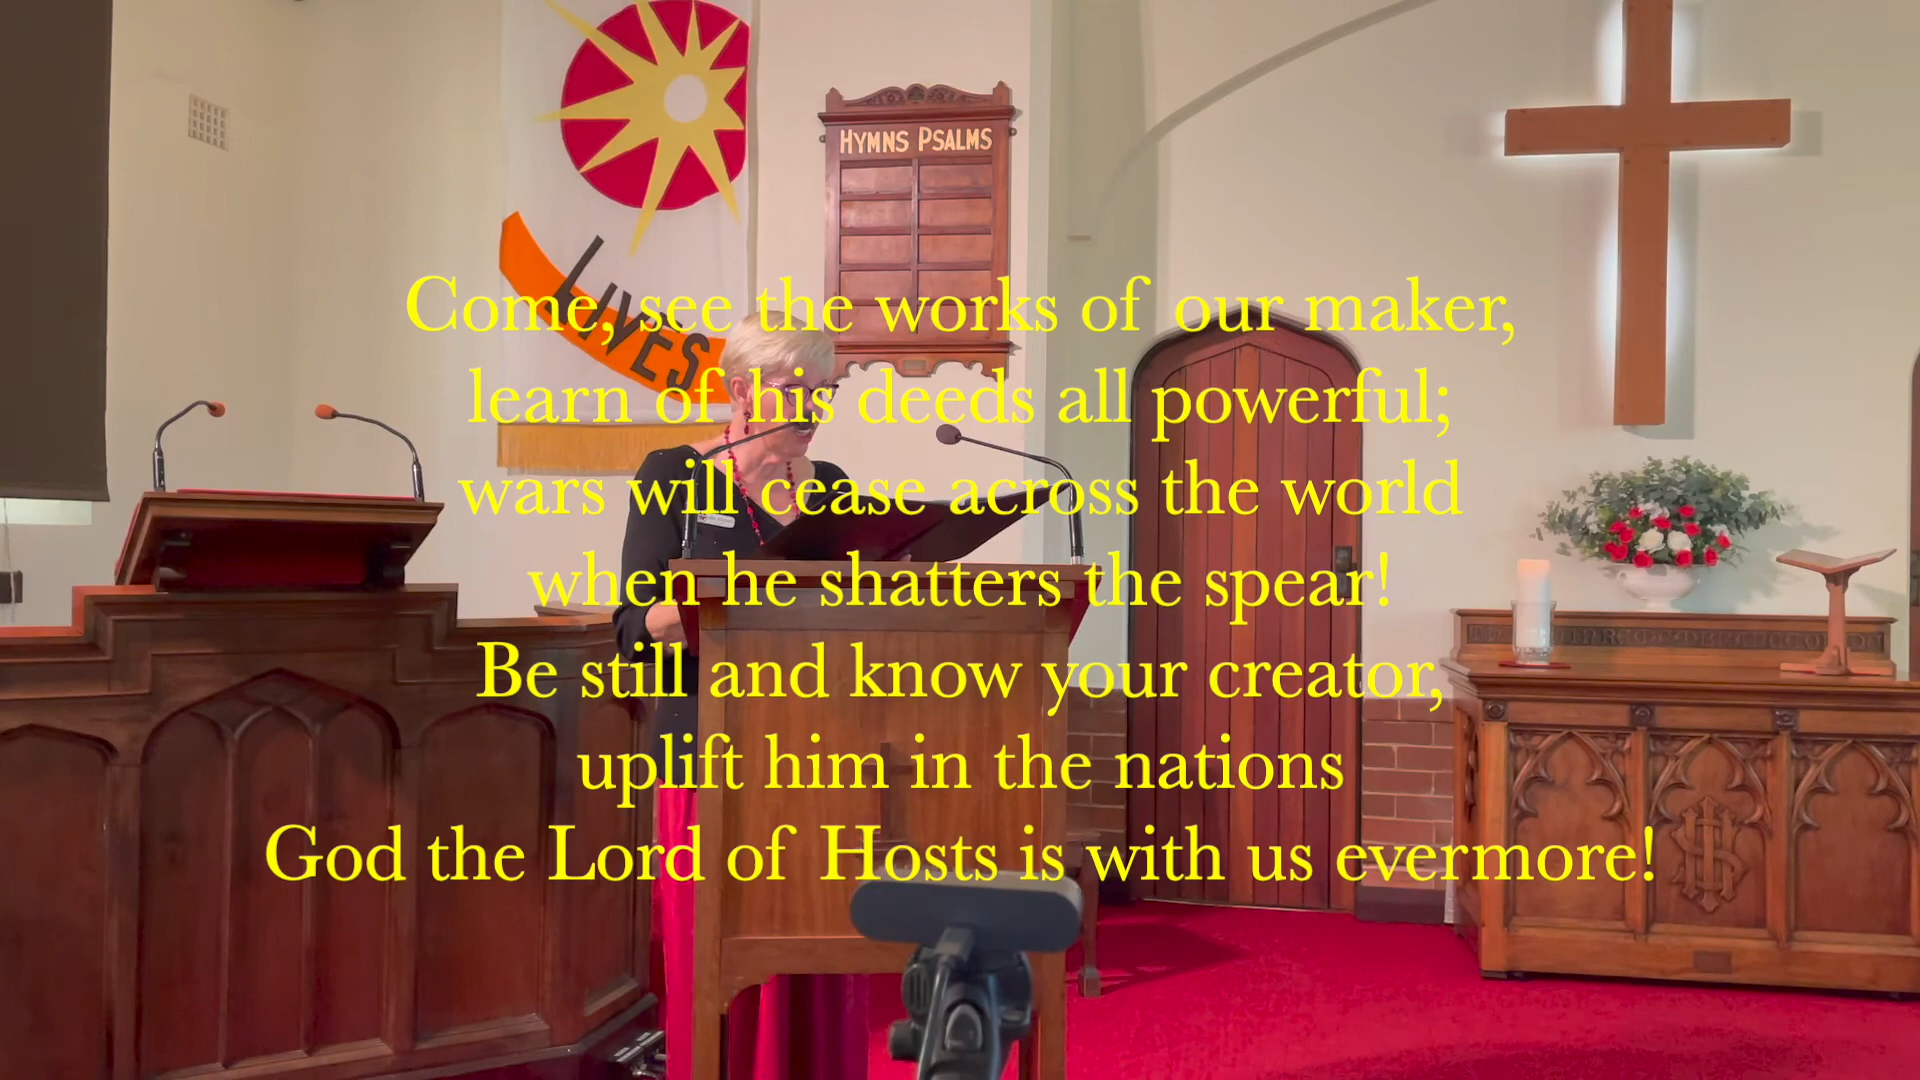 HYMNS PSALMS
LIVES
Come, see the works of our maker,
learn of his deeds all powerful;
wars will cease across the world
when he shatters the spear!
Be still and know your creator,
uplift him in the nations
God the Lord of Hosts is with us evermore!
IHS